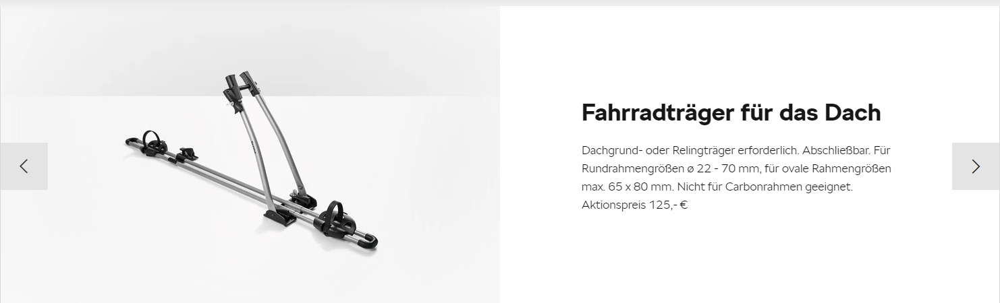 Fahrradträger für das Dach
Dachgrund- oder Relingträger erforderlich. Abschließbar. Für
Rundrahmengrößen ø 22 - 70 mm, für ovale Rahmengrößen
max. 65 x 80 mm. Nicht für Carbonrahmen geeignet.
Aktionspreis 125,- €